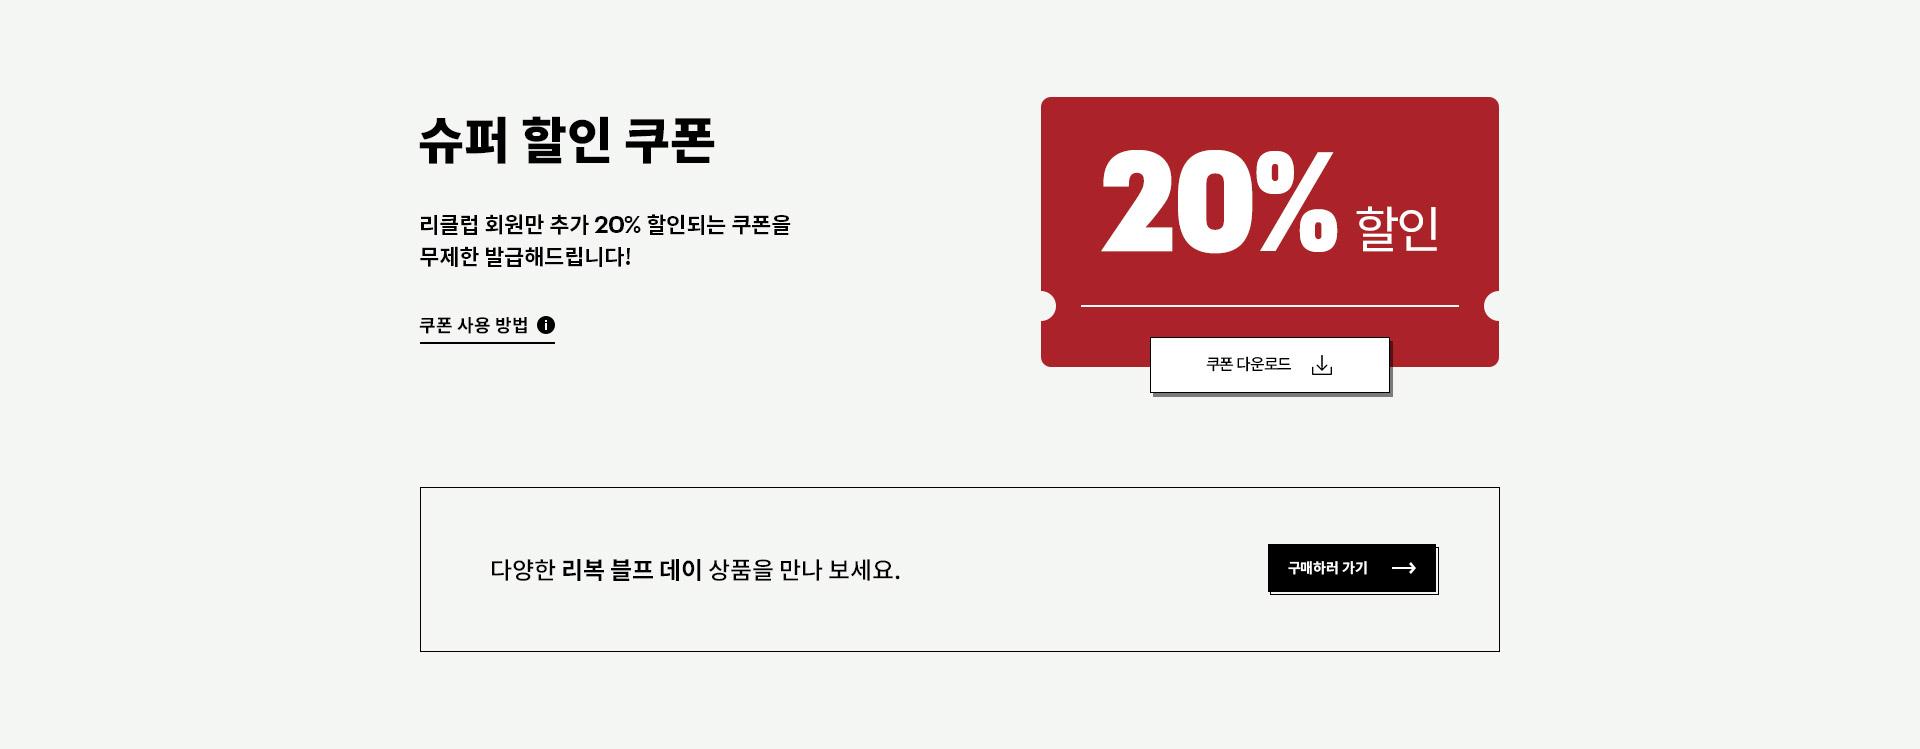 슈퍼 할인 쿠폰
리클럽 회원만 추가 20% 할인되는 쿠폰을
무제한 발급해드립니다!
쿠폰 사용 방법 i
20% 할인
쿠폰 다운로드
다양한 리복 블프 데이 상품을 만나 보세요.
구매하러 가기